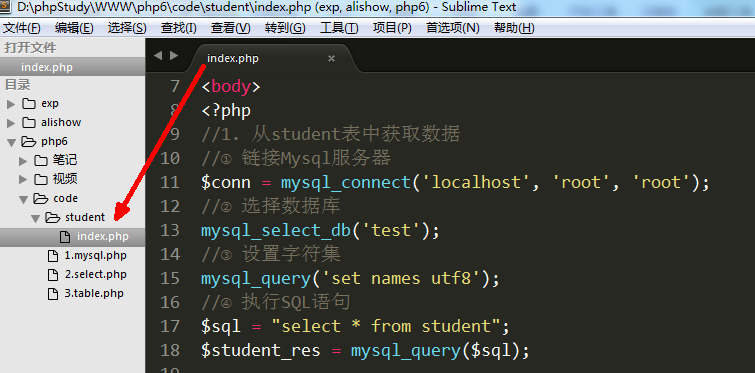 D:\phpStudy\WWW\php6\code\student\index.php (exp, alishow, php6) - Sublime Text
文件(F) 编辑(E) 选择(S) 查找(I) 查看(V) 转到(G) 工具(T) 项目(P) 首选项(N) 帮助(H)
打开文件
index.php
目录
exp
alishow
php6
笔记
视频
code
student
index.php
1.mysql.php
2.select.php
3.table.php
index.php ×
7 <body>
8 <?php
9 //1. 从student表中获取数据
10 //① 链接Mysql服务器
11 $conn = mysql_connect('localhost', 'root', 'root');
12 //② 选择数据库
13 mysql_select_db('test');
14 //③ 设置字符集
15 mysql_query('set names utf8');
16 //④ 执行SQL语句
17 $sql = "select * from student";
18 $student_res = mysql_query($sql);